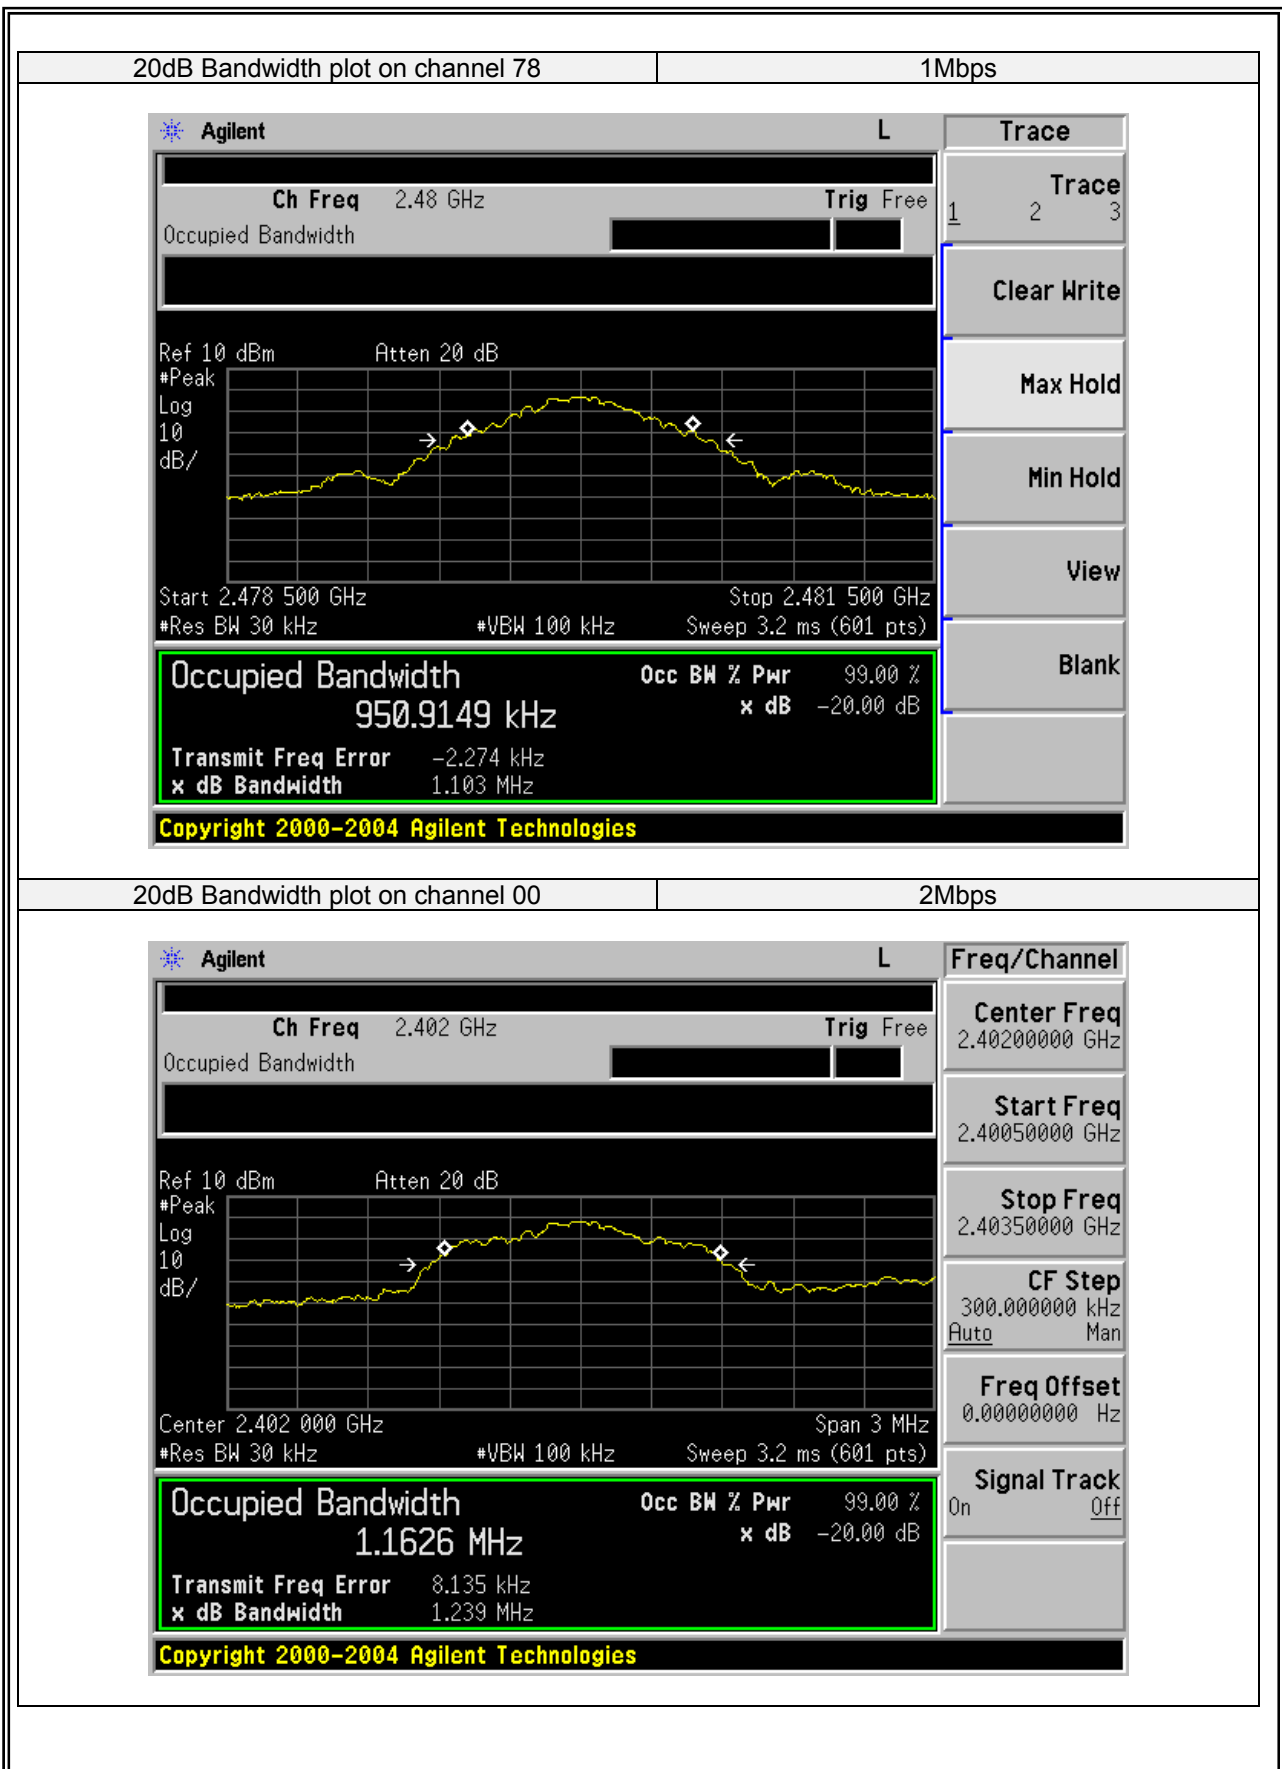 20dB Bandwidth plot on channel 78 1Mbps
Agilent L Trace
Ch Freq 2.48 GHz Trig Free
Occupied Bandwidth
Trace
1 2 3
Clear Write
Max Hold
Min Hold
View
Blank
Ref 10 dBm Atten 20 dB
#Peak
Log
10
dB/
Start 2.478 500 GHz Stop 2.481 500 GHz
#Res BW 30 kHz #VBW 100 kHz Sweep 3.2 ms (601 pts)
Occupied Bandwidth Occ BW % Pwr 99.00 %
950.9149 kHz x dB -20.00 dB
Transmit Freq Error -2.274 kHz
x dB Bandwidth 1.103 MHz
Copyright 2000-2004 Agilent Technologies
20dB Bandwidth plot on channel 00 2Mbps
Agilent L Freq/Channel
Ch Freq 2.402 GHz Trig Free
Occupied Bandwidth
Center Freq
2.40200000 GHz
Start Freq
2.40050000 GHz
Stop Freq
2.40350000 GHz
CF Step
300.000000 kHz
Auto Man
Freq Offset
0.00000000 Hz
Signal Track
On Off
Ref 10 dBm Atten 20 dB
#Peak
Log
10
dB/
Center 2.402 000 GHz Span 3 MHz
#Res BW 30 kHz #VBW 100 kHz Sweep 3.2 ms (601 pts)
Occupied Bandwidth Occ BW % Pwr 99.00 %
1.1626 MHz x dB -20.00 dB
Transmit Freq Error 8.135 kHz
x dB Bandwidth 1.239 MHz
Copyright 2000-2004 Agilent Technologies